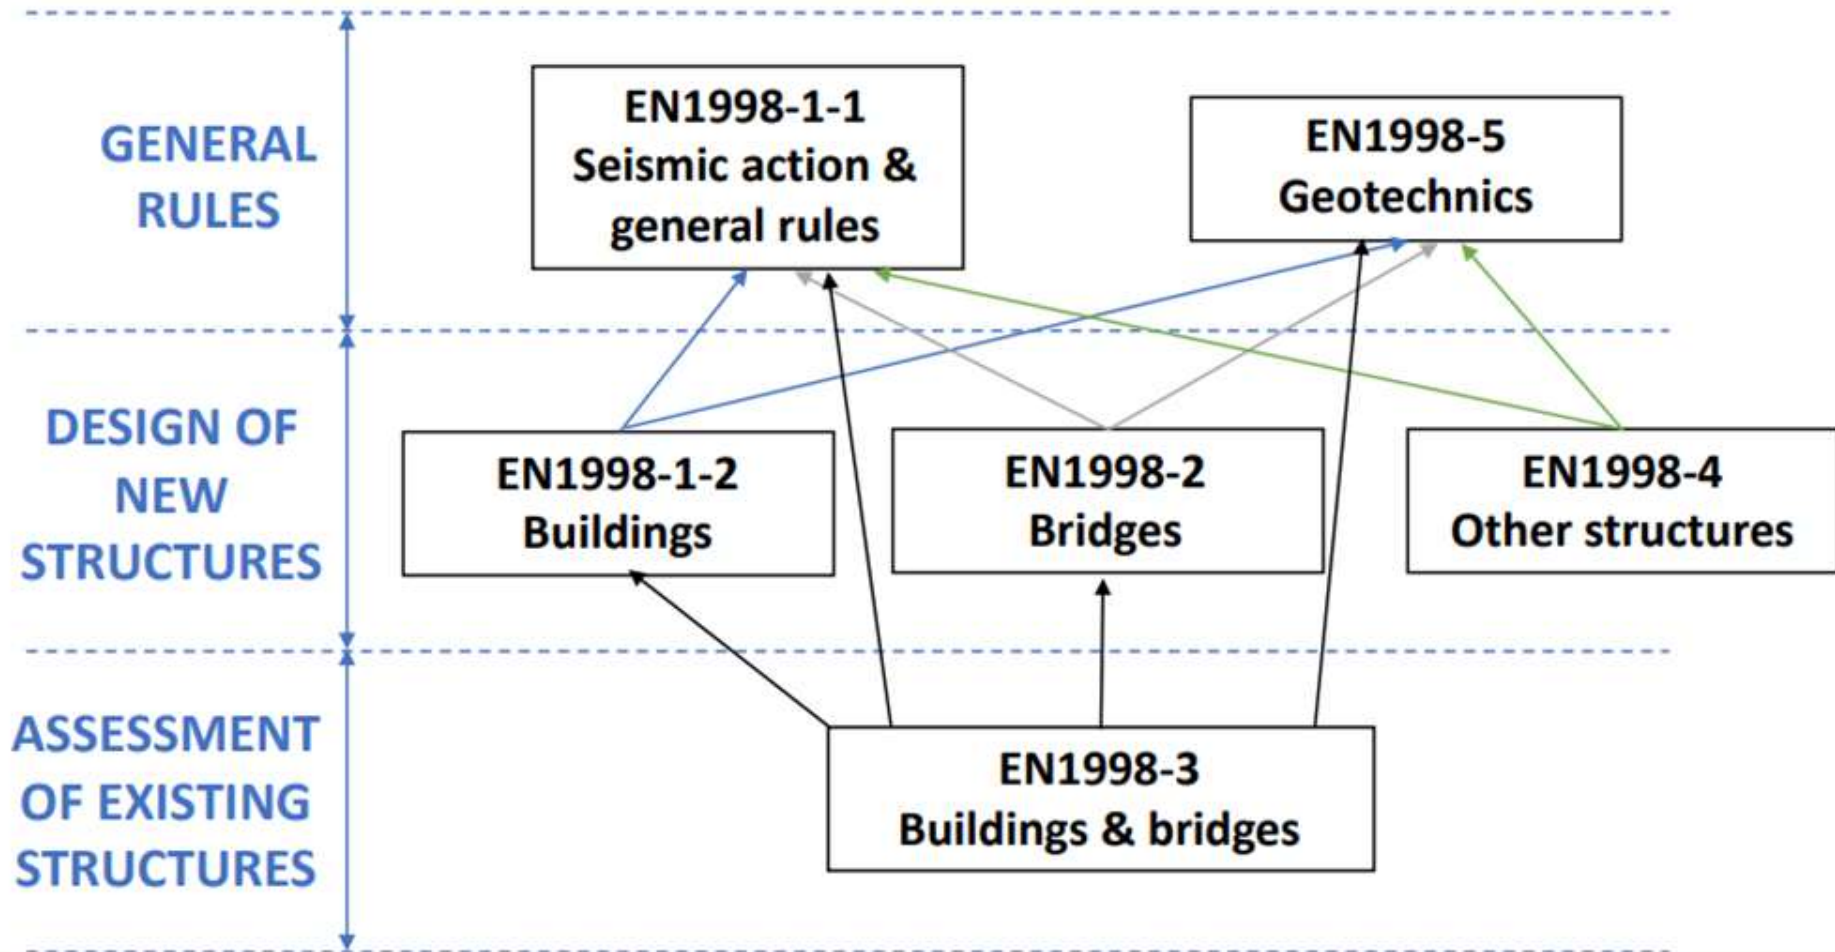 GENERAL
RULES
EN1998-1-1
Seismic action &
general rules
EN1998-5
Geotechnics
DESIGN OF
NEW
STRUCTURES
EN1998-1-2
Buildings
EN1998-2
Bridges
EN1998-4
Other structures
ASSESSMENT
OF EXISTING
STRUCTURES
EN1998-3
Buildings & bridges